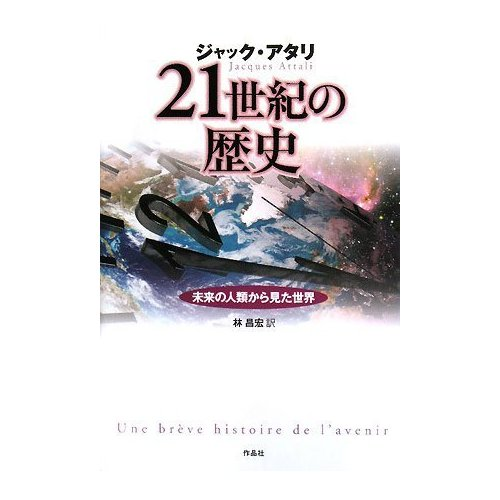 ジャック・アタリ
Jacques Attali
21世紀の
歴史
12
未来の人類から見た世界
林 昌宏 訳
Une brève histoire de l'avenir
作品社